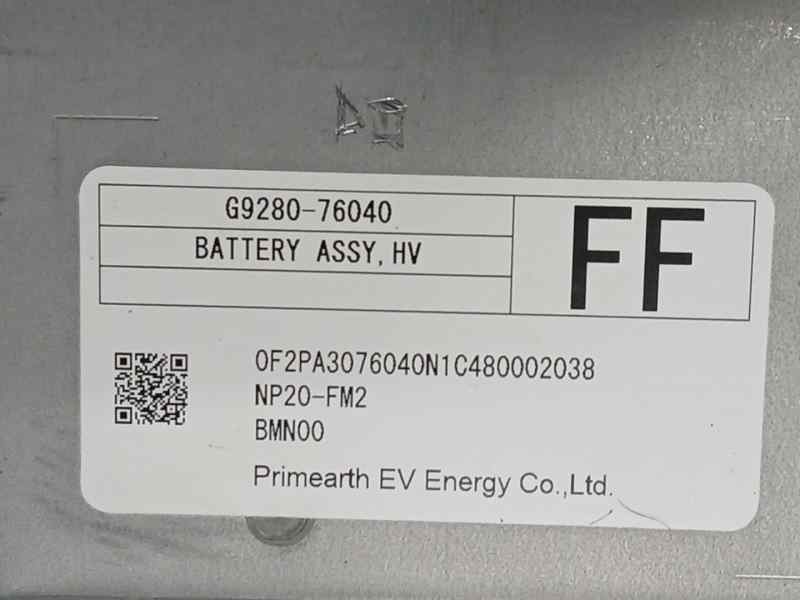 G9280-76040
BATTERY ASSY, HV
FF
0F2PA3076040N1C480002038
NP20-FM2
BMN00
Primearth EV Energy Co.,Ltd.